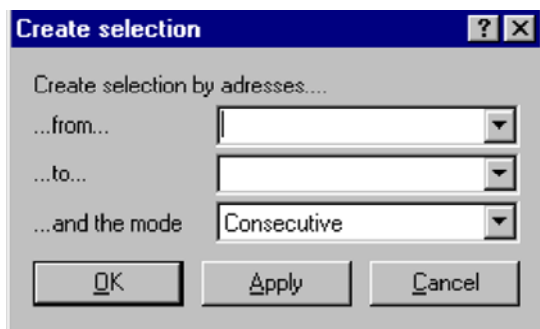 Create selection
Create selection by adresses....
...from...
...to...
...and the mode Consecutive
OK Apply Cancel